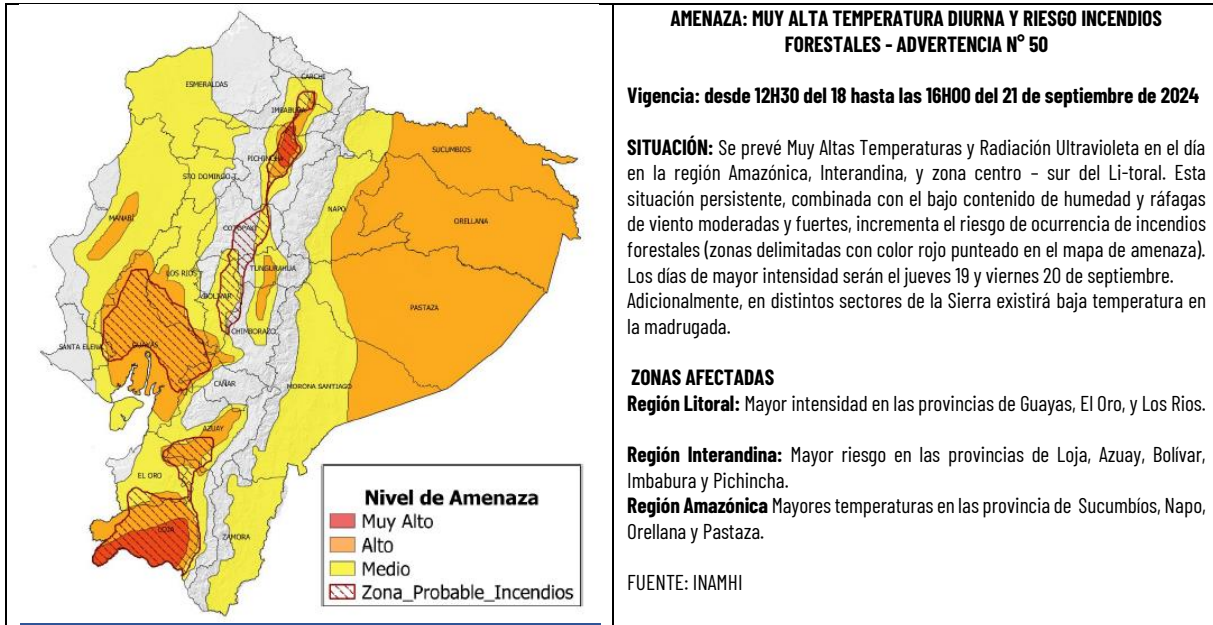 ESMERALDAS
CARCHI
IMBABURA
PICHINCHA
SUCUMBIOS
STO DOMINGO T.
NAPO
ORELLANA
MANABÍ
COTOPAXI
TUNGURAHUA
LOS RIOS
BOLIVAR
PASTAZA
CHIMBORAZO
SANTA ELENA
GUAYAS
CAÑAR
MORONA SANTIAGO
AZUAY
EL ORO
LOJA
ZAMORA
Nivel de Amenaza
Muy Alto
Alto
Medio
Zona_Probable_Incendios
AMENAZA: MUY ALTA TEMPERATURA DIURNA Y RIESGO INCENDIOS
FORESTALES - ADVERTENCIA N° 50
Vigencia: desde 12H30 del 18 hasta las 16H00 del 21 de septiembre de 2024
SITUACIÓN: Se prevé Muy Altas Temperaturas y Radiación Ultravioleta en el día
en la región Amazónica, Interandina, y zona centro – sur del Li-toral. Esta
situación persistente, combinada con el bajo contenido de humedad y ráfagas
de viento moderadas y fuertes, incrementa el riesgo de ocurrencia de incendios
forestales (zonas delimitadas con color rojo punteado en el mapa de amenaza).
Los días de mayor intensidad serán el jueves 19 y viernes 20 de septiembre.
Adicionalmente, en distintos sectores de la Sierra existirá baja temperatura en
la madrugada.
ZONAS AFECTADAS
Región Litoral: Mayor intensidad en las provincias de Guayas, El Oro, y Los Rios.
Región Interandina: Mayor riesgo en las provincias de Loja, Azuay, Bolívar,
Imbabura y Pichincha.
Región Amazónica Mayores temperaturas en las provincia de Sucumbíos, Napo,
Orellana y Pastaza.
FUENTE: INAMHI